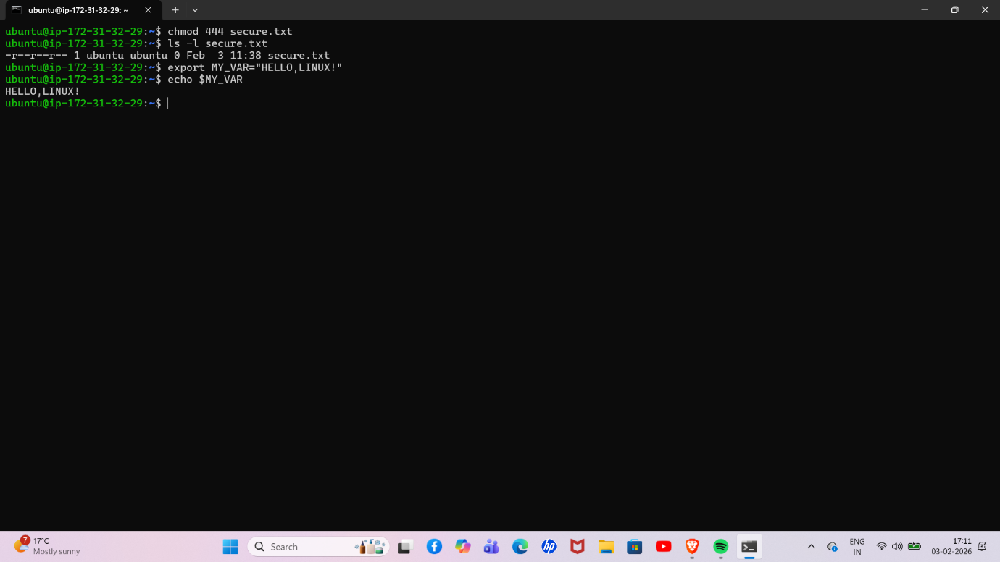 ubuntu@ip-172-31-32-29: ~
ubuntu@ip-172-31-32-29:~$ chmod 444 secure.txt
ubuntu@ip-172-31-32-29:~$ ls -l secure.txt
-r--r--r-- 1 ubuntu ubuntu 0 Feb  3 11:38 secure.txt
ubuntu@ip-172-31-32-29:~$ export MY_VAR="HELLO,LINUX!"
ubuntu@ip-172-31-32-29:~$ echo $MY_VAR
HELLO,LINUX!
ubuntu@ip-172-31-32-29:~$
7
17°C
Mostly sunny
Search
hp
ENG
IN
17:11
03-02-2026